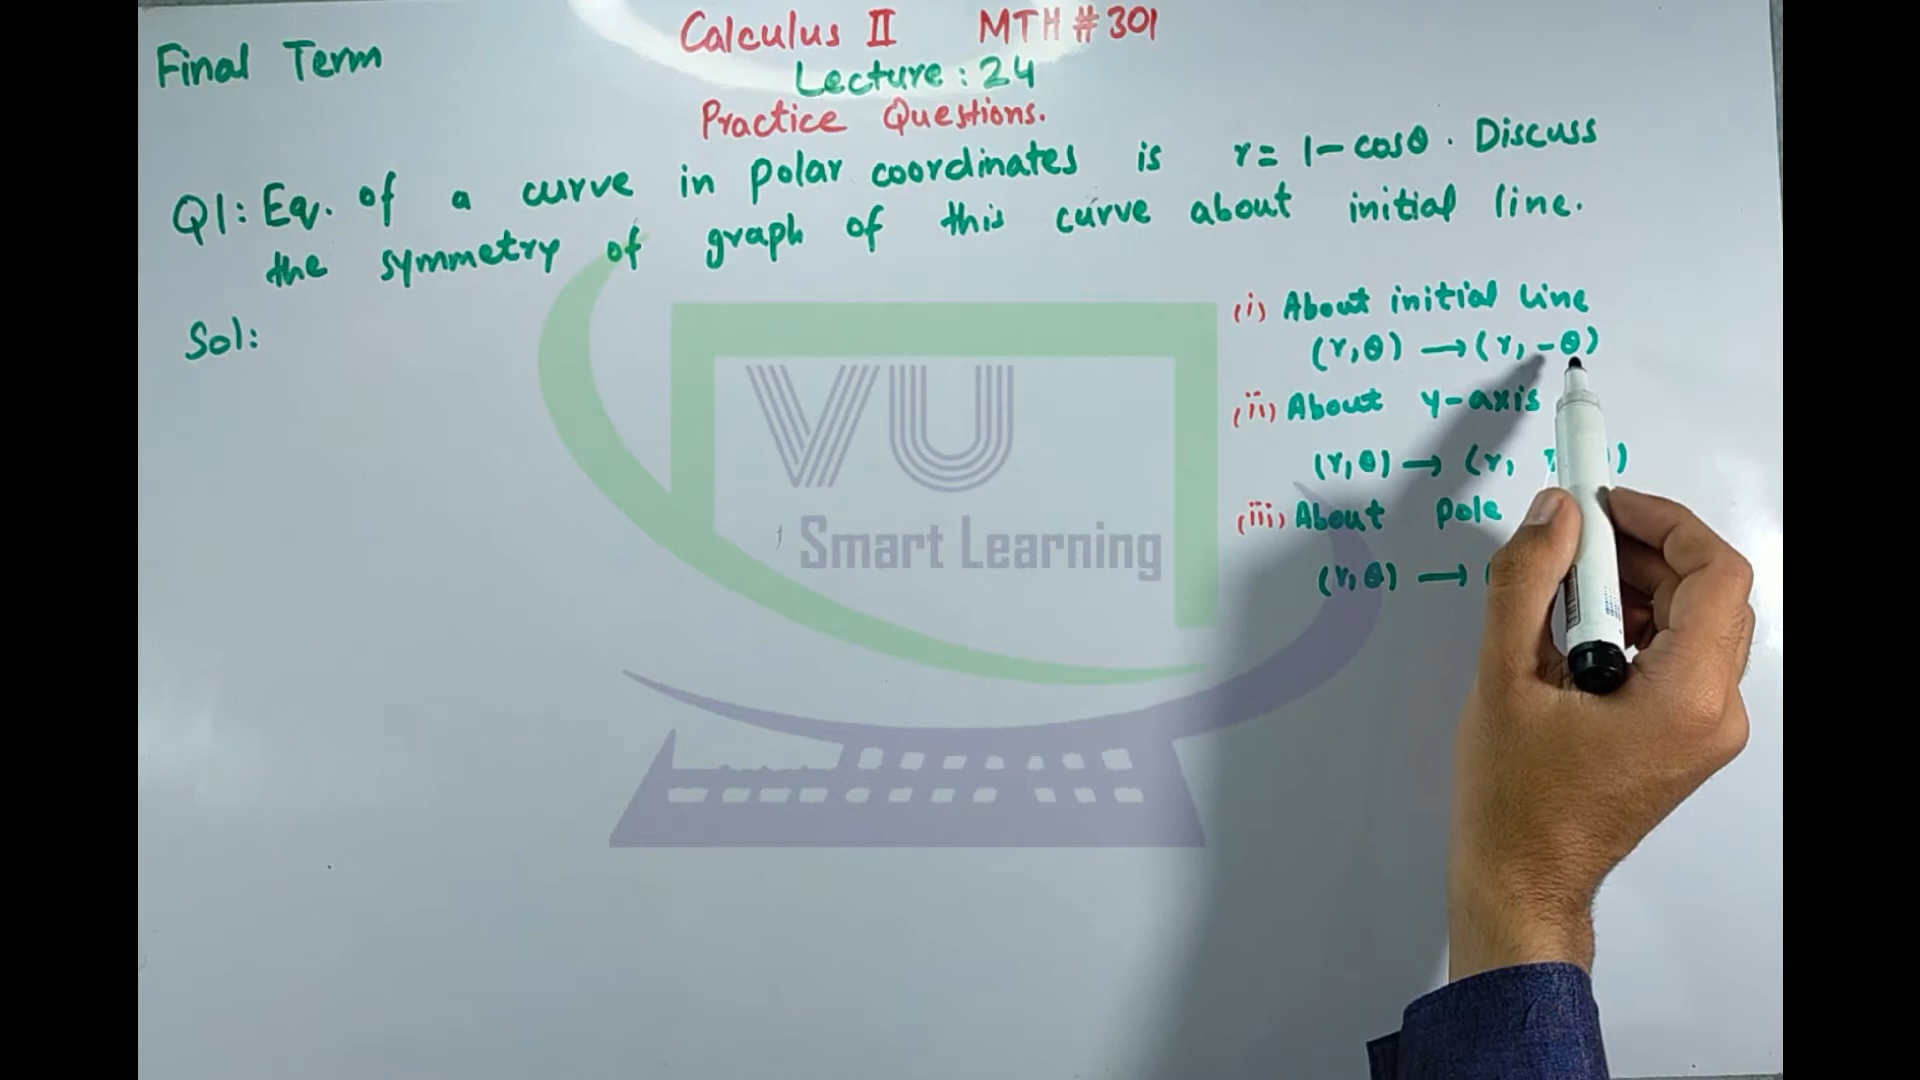 Final Term
Calculus II MTH # 301
Lecture : 24
Practice Questions.
Q1: Eq. of a curve in polar coordinates is r = 1 - cosθ. Discuss
the symmetry of graph of this curve about initial line.
Sol:
(i) About initial line
(r,θ) → (r, -θ)
(ii) About y-axis
(r,θ) → (r, )
(iii) About pole
(r,θ) → (
VU
Smart Learning